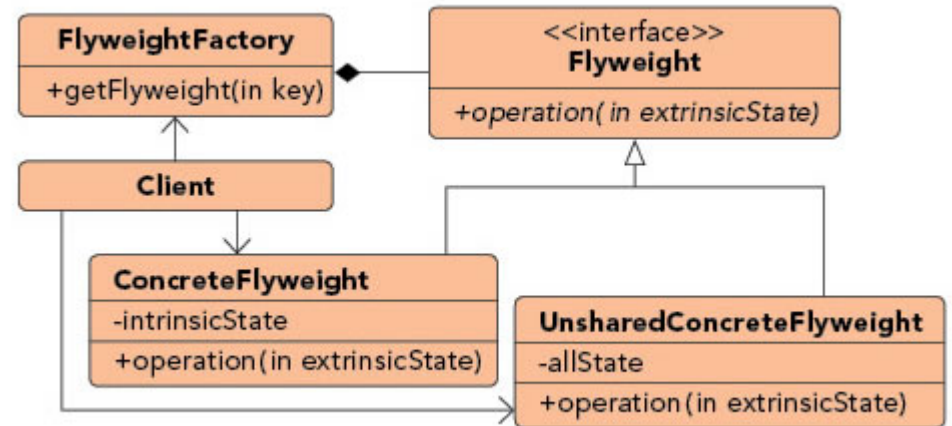 FlyweightFactory
+getFlyweight(in key)
<<interface>>
Flyweight
+operation( in extrinsicState)
Client
ConcreteFlyweight
-intrinsicState
+operation(in extrinsicState)
UnsharedConcreteFlyweight
-allState
+operation(in extrinsicState)